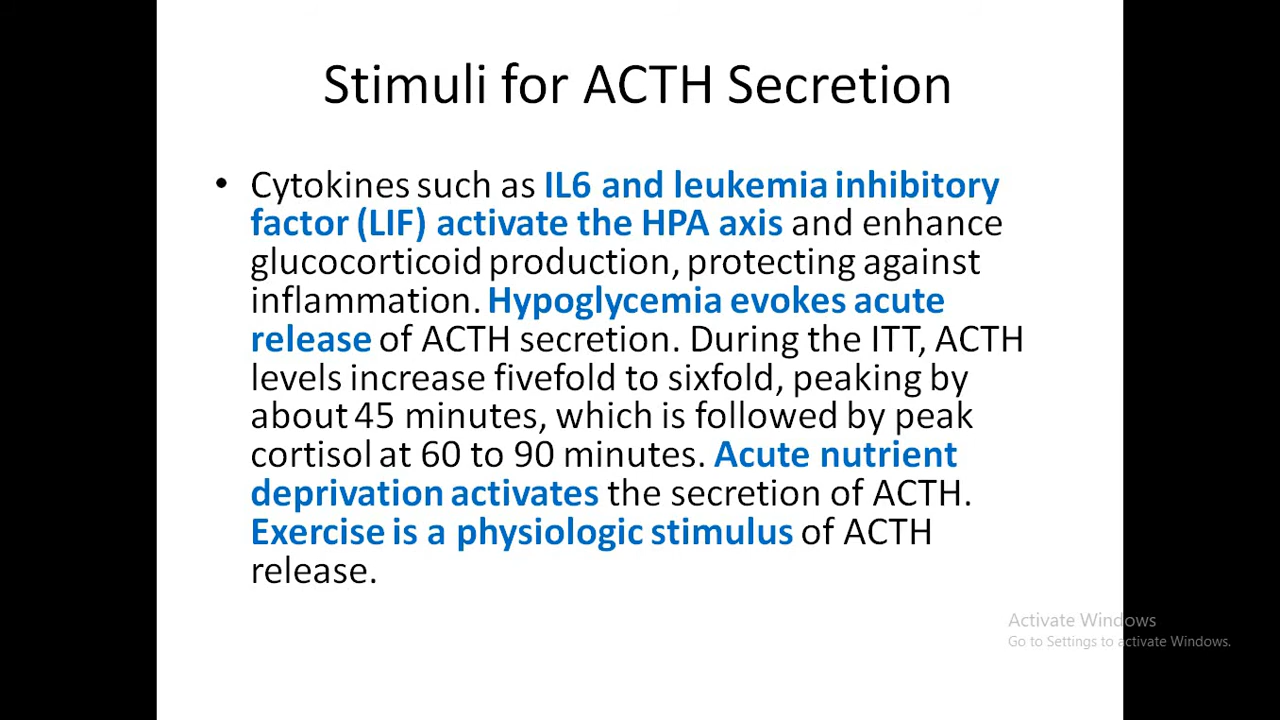 Stimuli for ACTH Secretion
• Cytokines such as IL6 and leukemia inhibitory
factor (LIF) activate the HPA axis and enhance
glucocorticoid production, protecting against
inflammation. Hypoglycemia evokes acute
release of ACTH secretion. During the ITT, ACTH
levels increase fivefold to sixfold, peaking by
about 45 minutes, which is followed by peak
cortisol at 60 to 90 minutes. Acute nutrient
deprivation activates the secretion of ACTH.
Exercise is a physiologic stimulus of ACTH
release.
Activate Windows
Go to Settings to activate Windows.